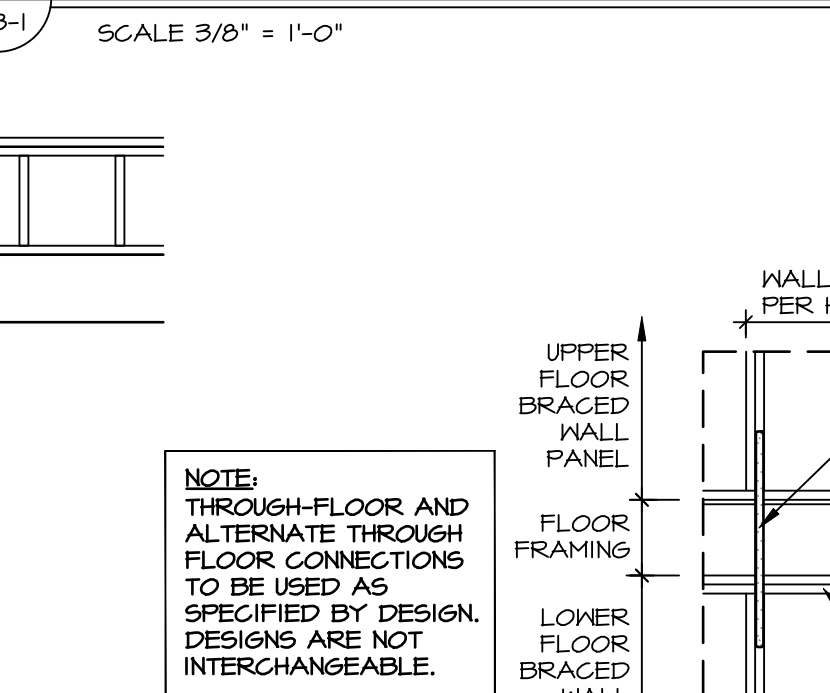 3-1
SCALE 3/8" = 1'-0"
WALL
PER
UPPER
FLOOR
BRACED
WALL
PANEL
NOTE:
THROUGH-FLOOR AND
ALTERNATE THROUGH
FLOOR CONNECTIONS
TO BE USED AS
SPECIFIED BY DESIGN.
DESIGNS ARE NOT
INTERCHANGEABLE.
FLOOR
FRAMING
LOWER
FLOOR
BRACED
WALL